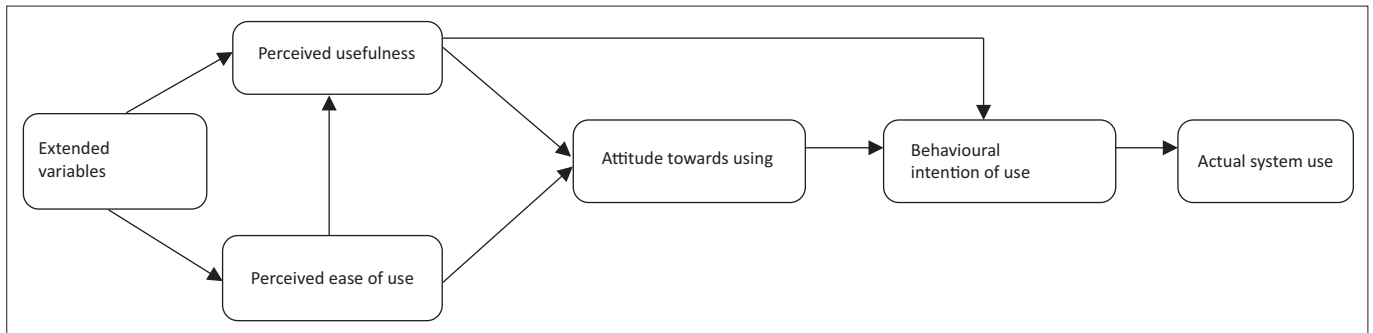 Perceived usefulness
Extended
variables
Attitude towards using
Behavioural
intention of use
Actual system use
Perceived ease of use